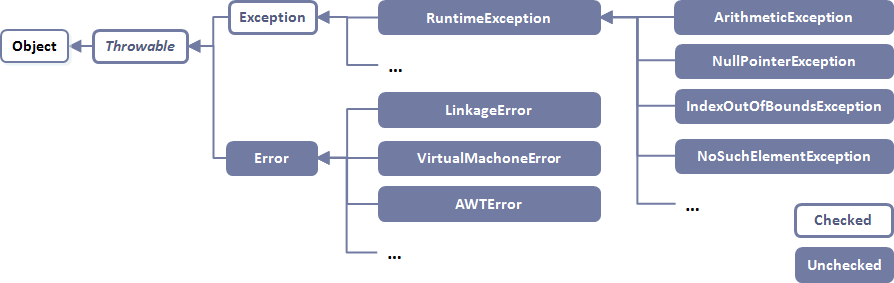 Object
Throwable
Exception
RuntimeException
...
ArithmeticException
NullPointerException
IndexOutOfBoundsException
NoSuchElementException
...
Error
LinkageError
VirtualMachoneError
AWTError
...
Checked
Unchecked